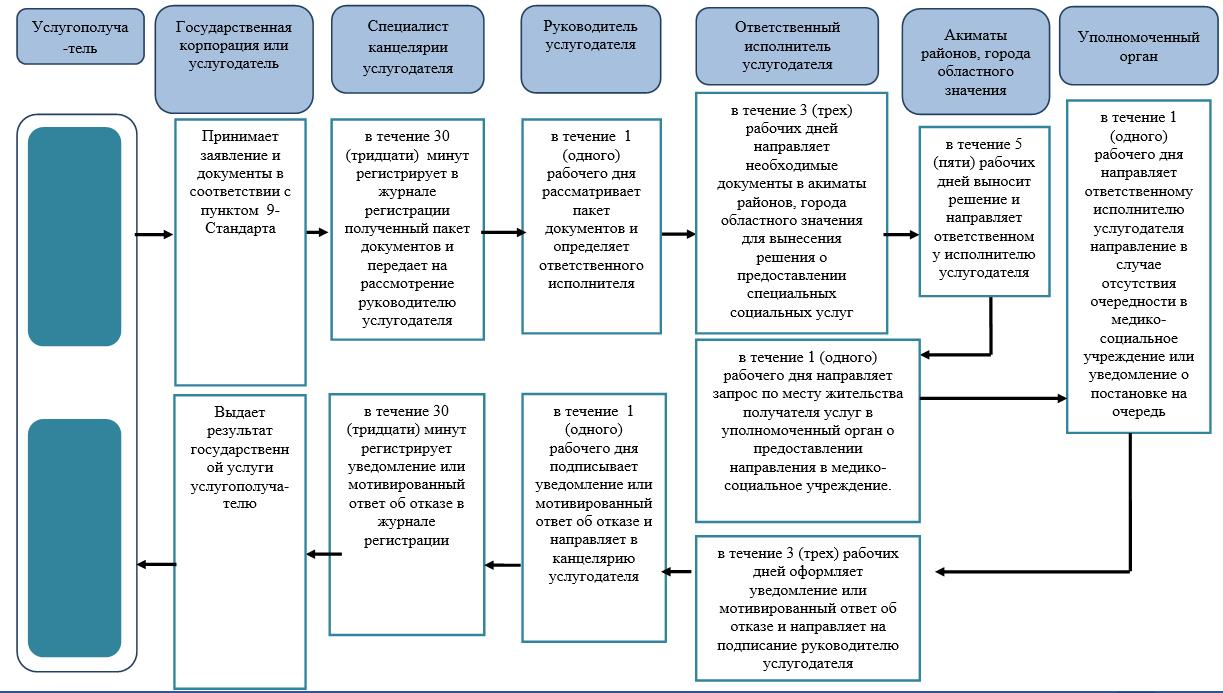 Услугополуча
-тель
Государственная
корпорация или
услугодатель
Специалист
канцелярии
услугодателя
Руководитель
услугодателя
Ответственный
исполнитель
услугодателя
Акиматы
районов, города
областного
значения
Уполномоченный
орган
Принимает
заявление и
документы в
соответствии с
пунктом 9-
Стандарта
в течение 30
(тридцати) минут
регистрирует в
журнале
регистрации
полученный пакет
документов и
передает на
рассмотрение
руководителю
услугодателя
в течение 1
(одного)
рабочего дня
рассматривает
пакет
документов и
определяет
ответственного
исполнителя
в течение 3 (трех)
рабочих дней
направляет
необходимые
документы в акиматы
районов, города
областного значения
для вынесения
решения о
предоставлении
специальных
социальных услуг
в течение 5
(пяти) рабочих
дней выносит
решение и
направляет
ответственном
у исполнителю
услугодателя
в течение 1
(одного)
рабочего дня
направляет
ответственному
исполнителю
услугодателя
направление в
случае
отсутствия
очередности в
медико-
социальное
учреждение или
уведомление о
постановке на
очередь
в течение 1 (одного)
рабочего дня направляет
запрос по месту жительства
получателя услуг в
уполномоченный орган о
предоставлении
направления в медико-
социальное учреждение.
в течение 3 (трех) рабочих
дней оформляет
уведомление или
мотивированный ответ об
отказе и направляет на
подписание руководителю
услугодателя
в течение 1
(одного)
рабочего дня
подписывает
уведомление или
мотивированный
ответ об отказе и
направляет в
канцелярию
услугодателя
в течение 30
(тридцати) минут
регистрирует
уведомление или
мотивированный
ответ об отказе в
журнале
регистрации
Выдает
результат
государственн
ой услуги
услугополуча-
телю